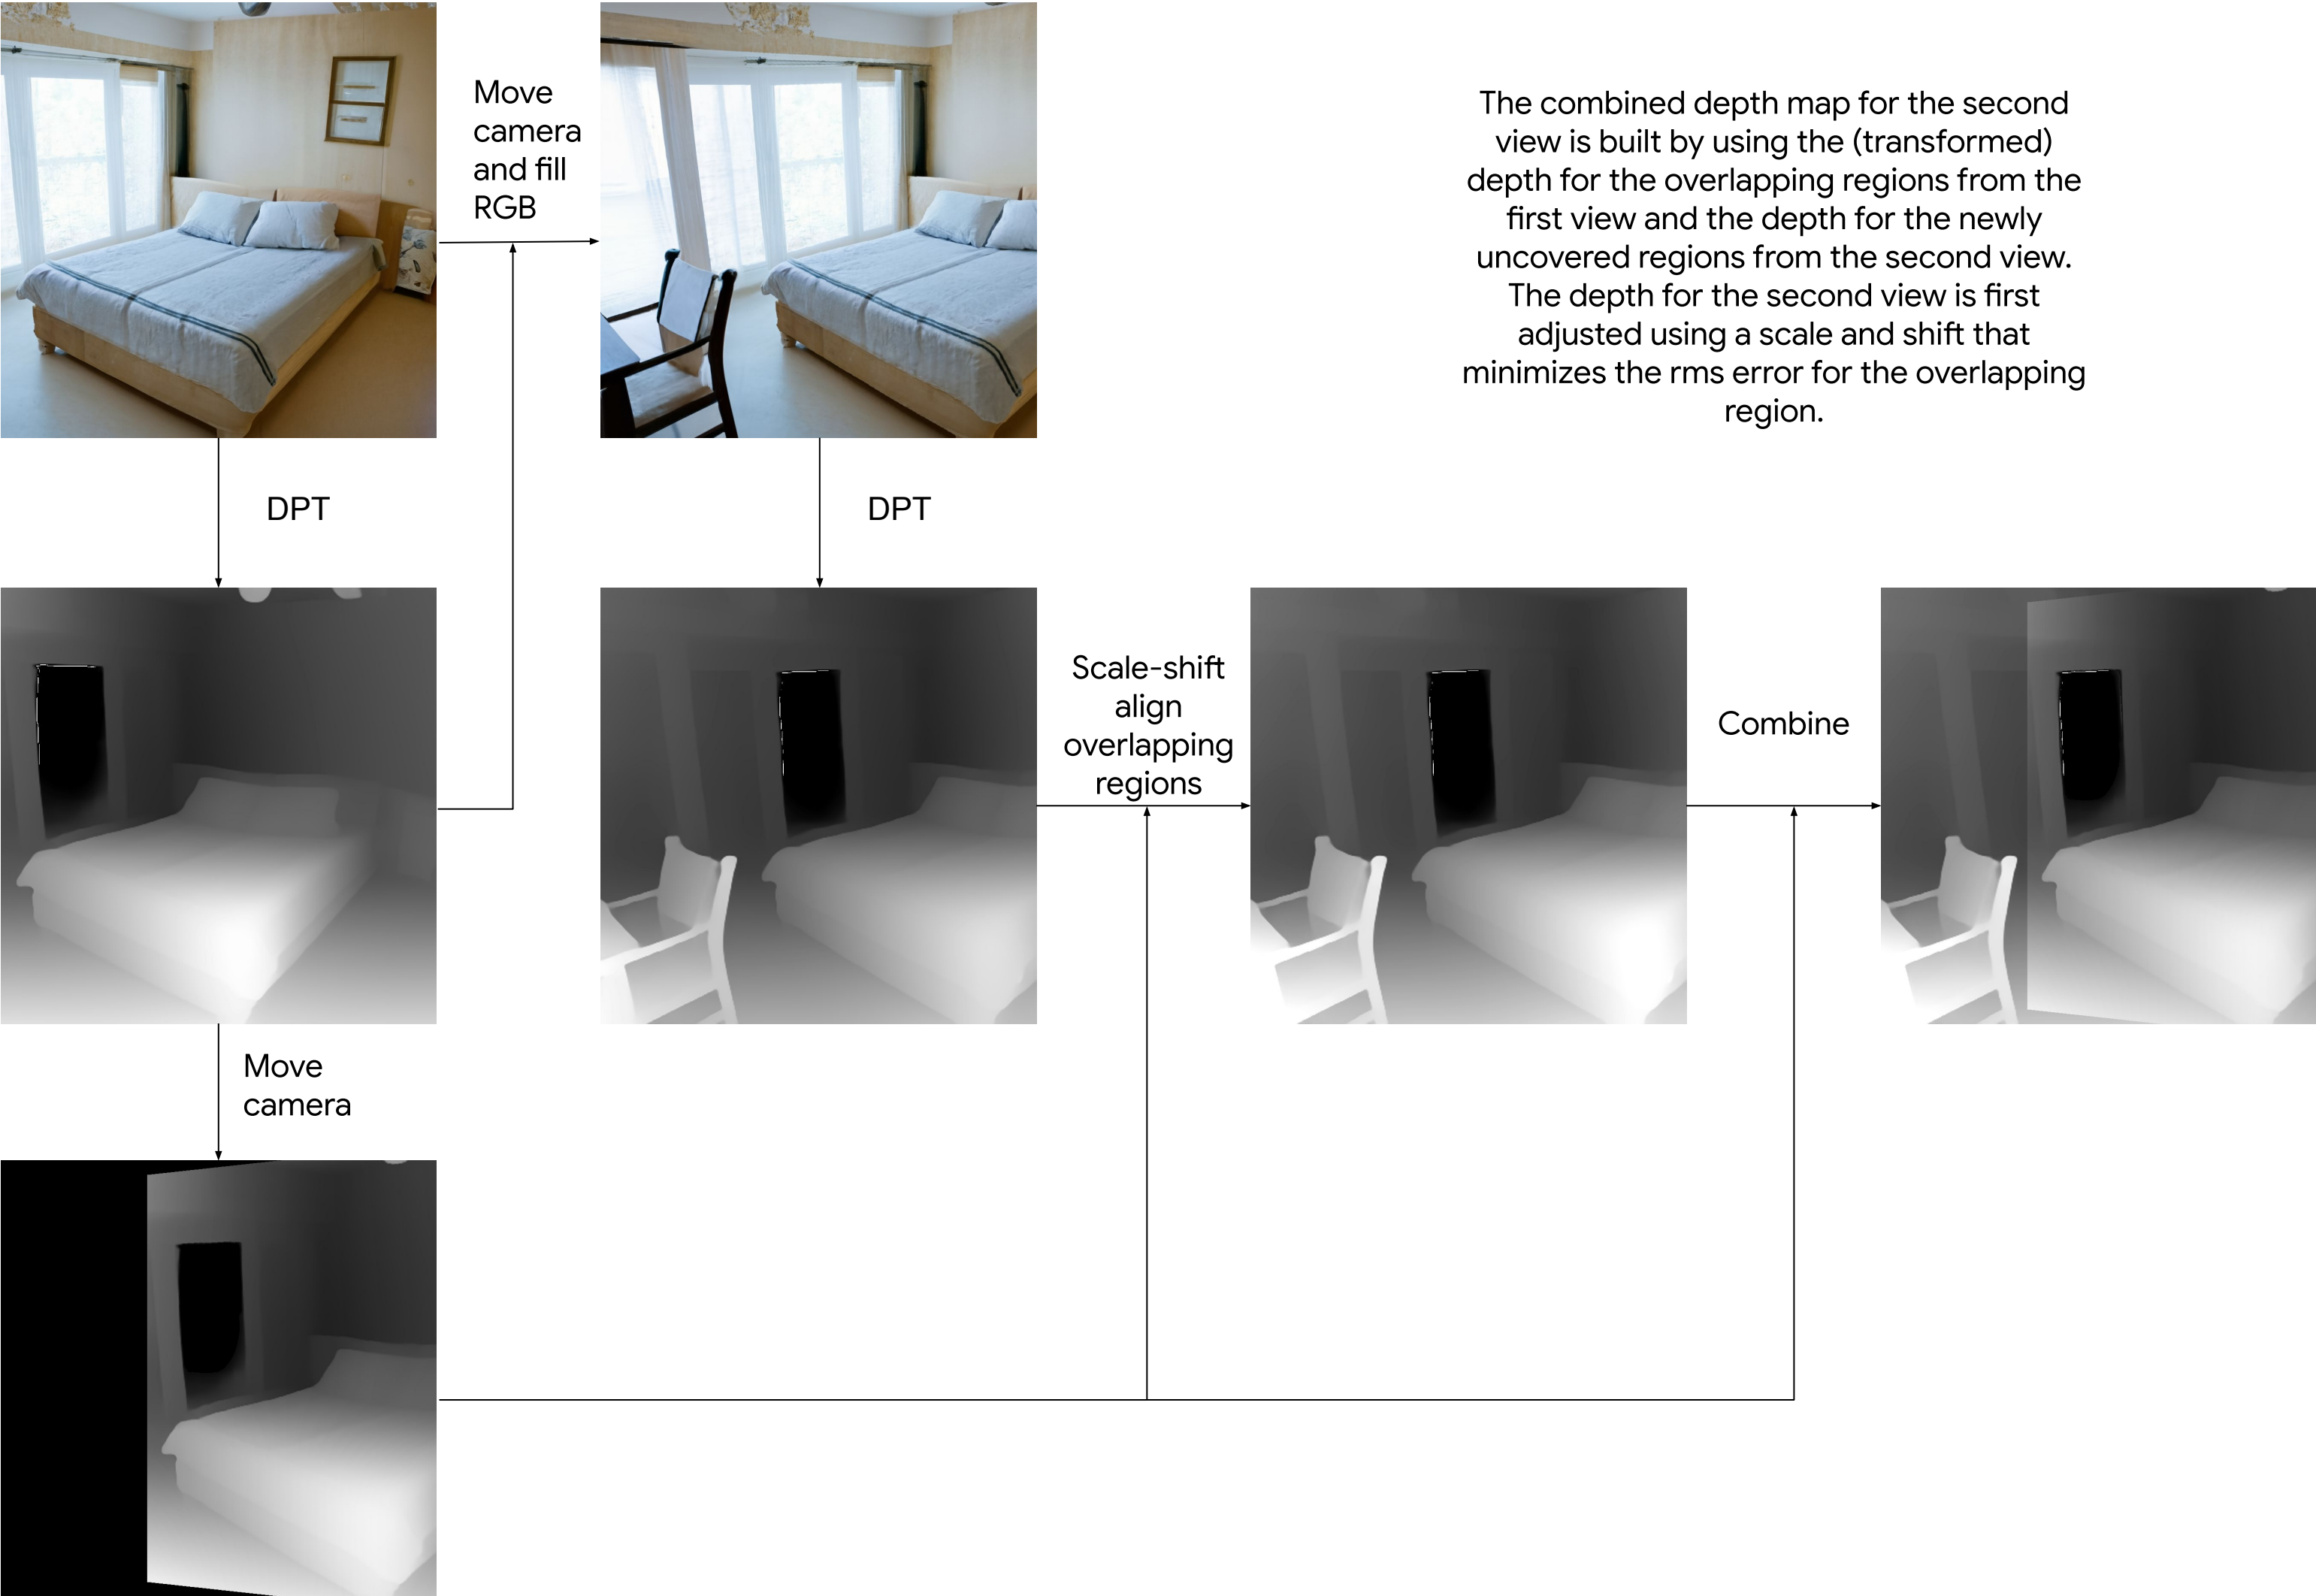 Move
camera
and fill
RGB
The combined depth map for the second
view is built by using the (transformed)
depth for the overlapping regions from the
first view and the depth for the newly
uncovered regions from the second view.
The depth for the second view is first
adjusted using a scale and shift that
minimizes the rms error for the overlapping
region.
DPT
DPT
Scale-shift
align
overlapping
regions
Combine
Move
camera